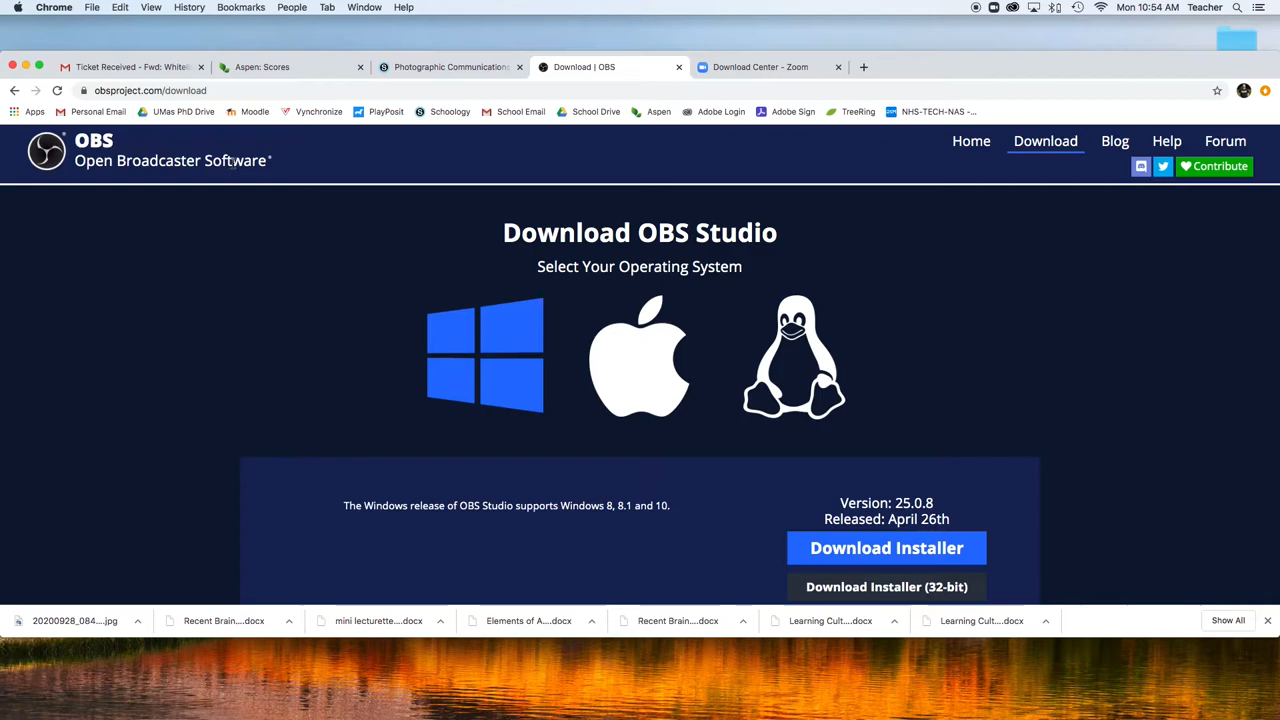 Chrome File Edit View History Bookmarks People Tab Window Help Mon 10:54 AM Teacher
Ticket Received - Fwd: White Aspen: Scores Photographic Communications Download | OBS Download Center - Zoom
obsproject.com/download
Apps Personal Email UMas PhD Drive Moodle Vynchronize PlayPosit Schoology School Email School Drive Aspen Adobe Login Adobe Sign TreeRing NHS-TECH-NAS -...
OBS
Open Broadcaster Software
Home Download Blog Help Forum
Contribute
Download OBS Studio
Select Your Operating System
The Windows release of OBS Studio supports Windows 8, 8.1 and 10.
Version: 25.0.8
Released: April 26th
Download Installer
Download Installer (32-bit)
20200928_084....jpg Recent Brain....docx mini lecturette....docx Elements of A....docx Recent Brain....docx Learning Cult....docx Learning Cult....docx Show All